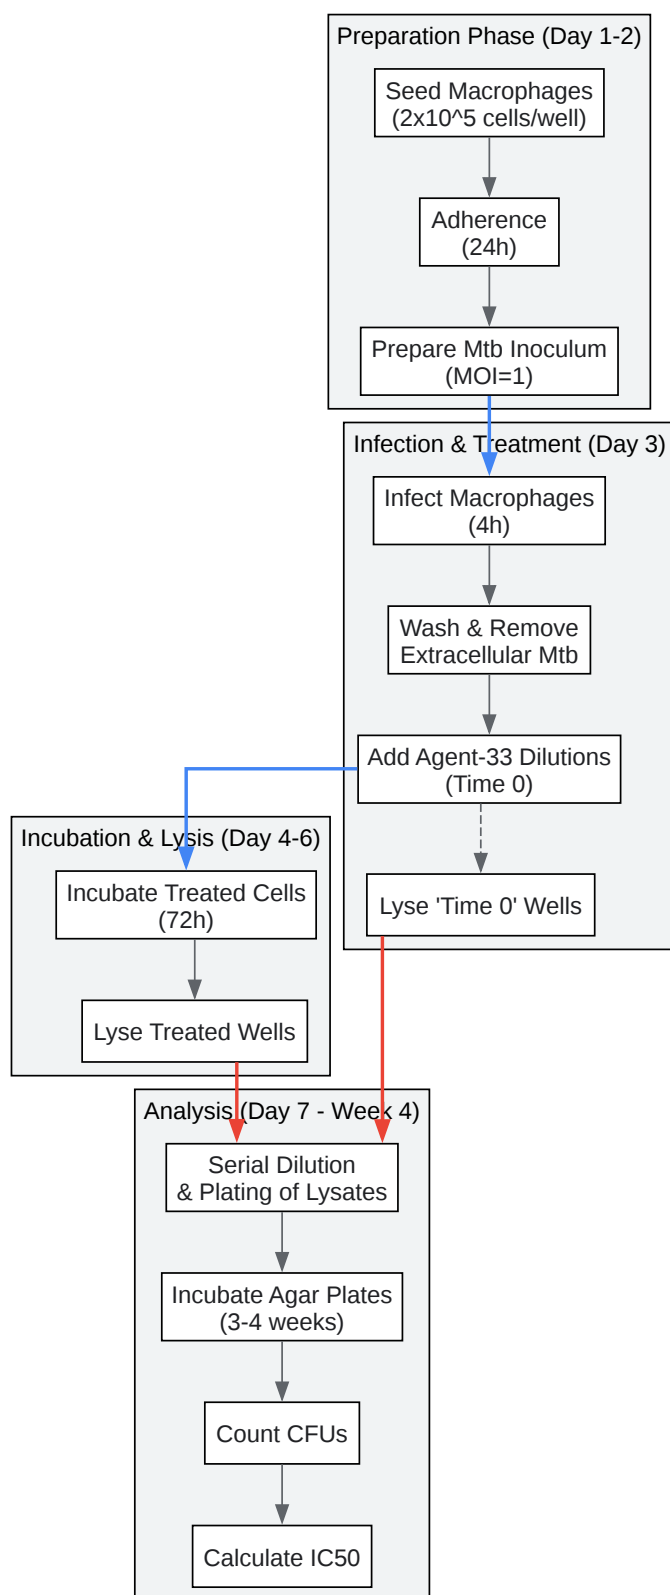 Preparation Phase (Day 1-2)
Seed Macrophages
(2x10^5 cells/well)
Adherence
(24h)
Prepare Mtb Inoculum
(MOI=1)
Infection & Treatment (Day 3)
Infect Macrophages
(4h)
Wash & Remove
Extracellular Mtb
Add Agent-33 Dilutions
(Time 0)
Lyse 'Time 0' Wells
Incubation & Lysis (Day 4-6)
Incubate Treated Cells
(72h)
Lyse Treated Wells
Analysis (Day 7 - Week 4)
Serial Dilution
& Plating of Lysates
Incubate Agar Plates
(3-4 weeks)
Count CFUs
Calculate IC50